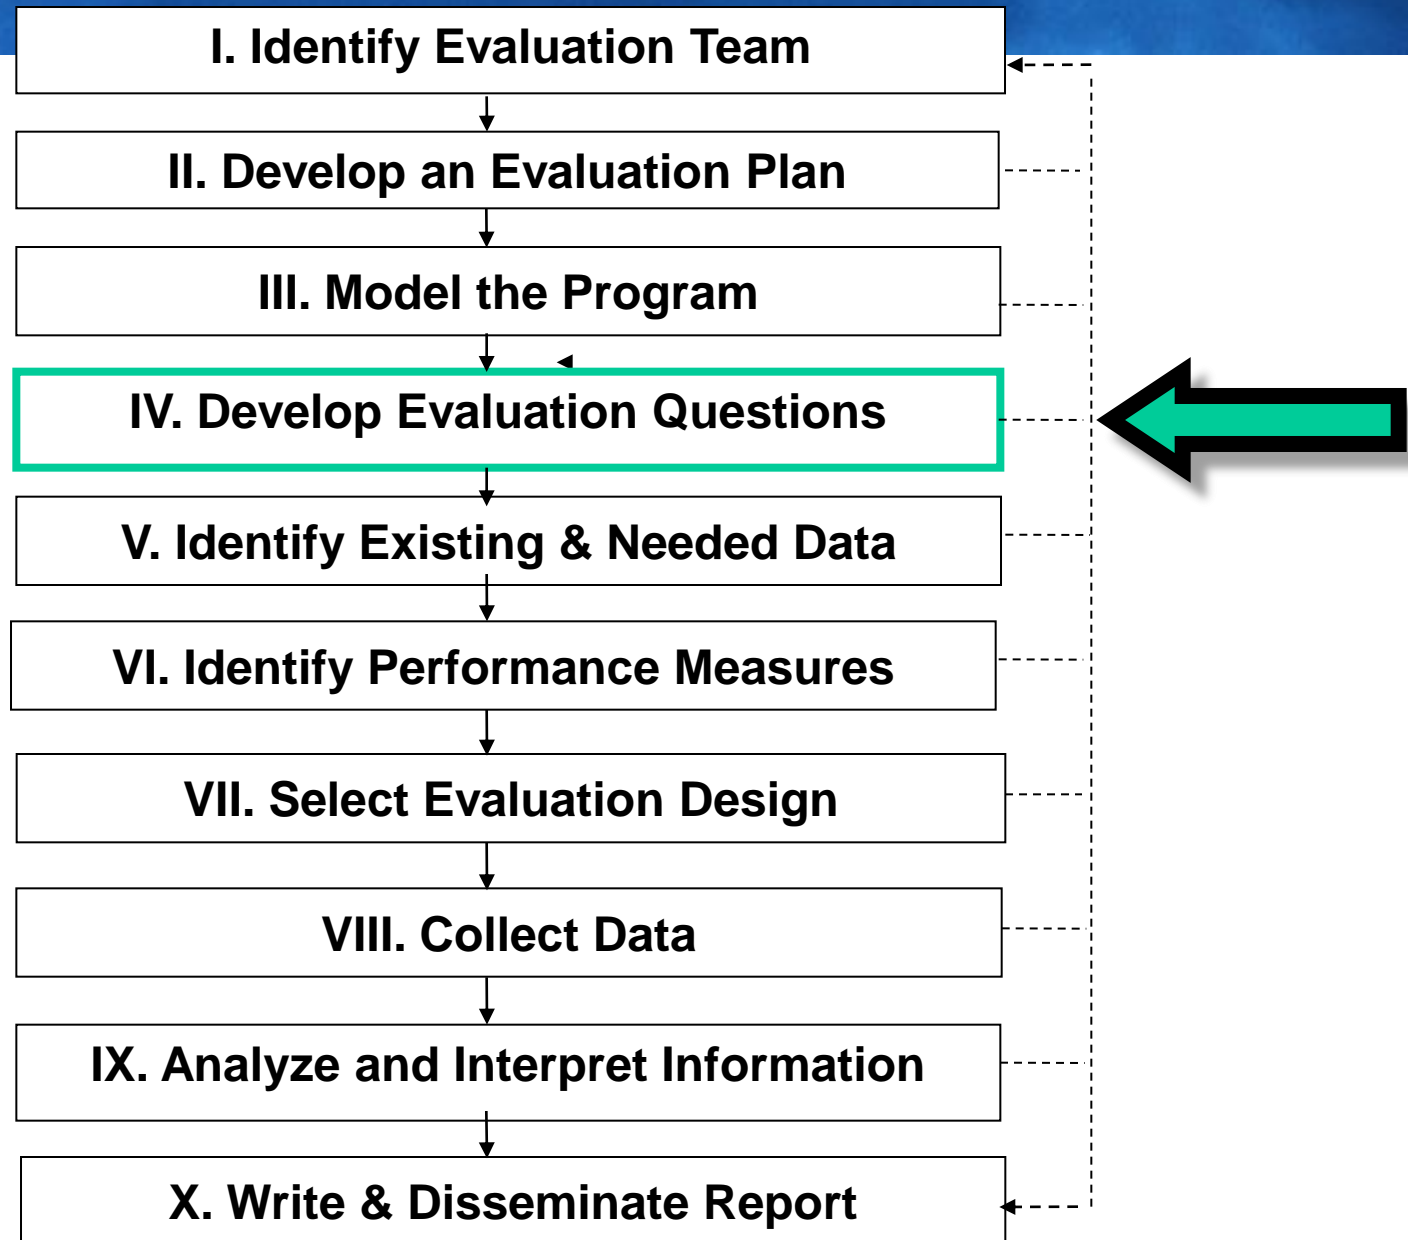 I. Identify Evaluation Team
II. Develop an Evaluation Plan
III. Model the Program
IV. Develop Evaluation Questions
V. Identify Existing & Needed Data
VI. Identify Performance Measures
VII. Select Evaluation Design
VIII. Collect Data
IX. Analyze and Interpret Information
X. Write & Disseminate Report